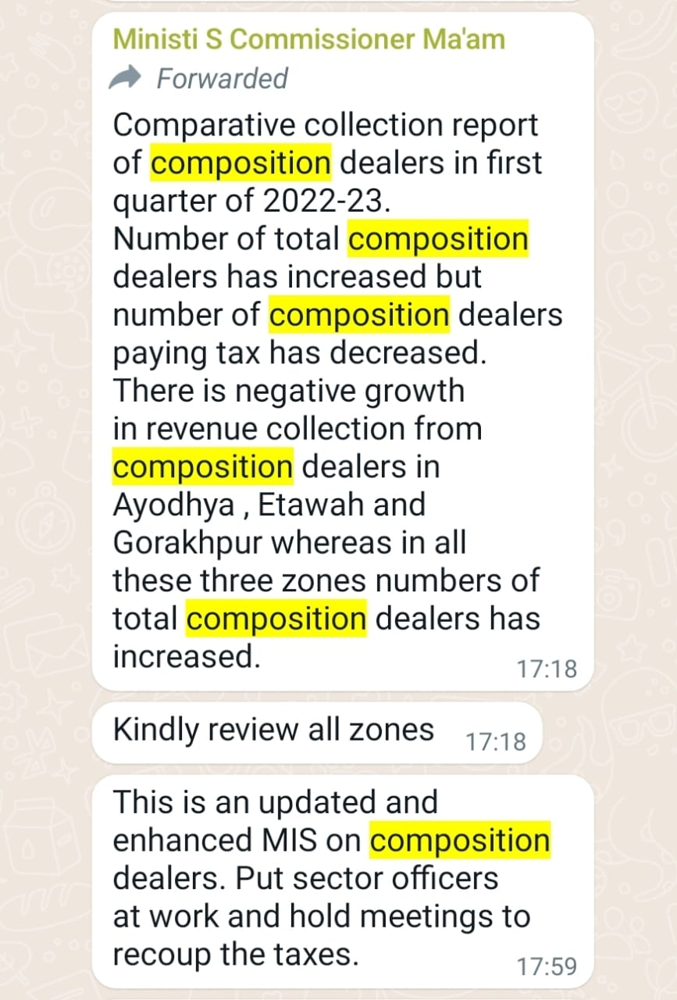 Ministi S Commissioner Ma'am
Forwarded
Comparative collection report
of composition dealers in first
quarter of 2022-23.
Number of total composition
dealers has increased but
number of composition dealers
paying tax has decreased.
There is negative growth
in revenue collection from
composition dealers in
Ayodhya , Etawah and
Gorakhpur whereas in all
these three zones numbers of
total composition dealers has
increased.
17:18
Kindly review all zones
17:18
This is an updated and
enhanced MIS on composition
dealers. Put sector officers
at work and hold meetings to
recoup the taxes.
17:59